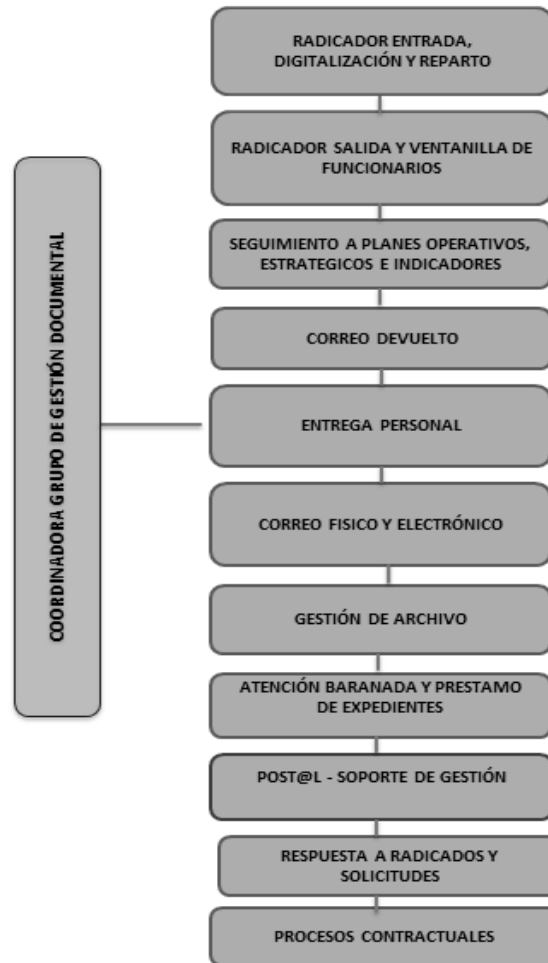 COORDINADORA GRUPO DE GESTIÓN DOCUMENTAL
RADICADOR ENTRADA,
DIGITALIZACIÓN Y REPARTO
RADICADOR SALIDA Y VENTANILLA DE
FUNCIONARIOS
SEGUIMIENTO A PLANES OPERATIVOS,
ESTRATEGICOS E INDICADORES
CORREO DEVUELTO
ENTREGA PERSONAL
CORREO FISICO Y ELECTRÓNICO
GESTIÓN DE ARCHIVO
ATENCIÓN BARANADA Y PRESTAMO
DE EXPEDIENTES
POST@L - SOPORTE DE GESTIÓN
RESPUESTA A RADICADOS Y
SOLICITUDES
PROCESOS CONTRACTUALES